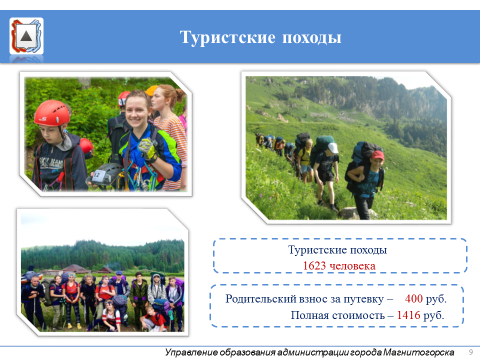 Туристские походы
Туристские походы
1623 человека
Родительский взнос за путевку – 400 руб.
Полная стоимость – 1416 руб.
Управление образования администрации города Магнитогорска
9